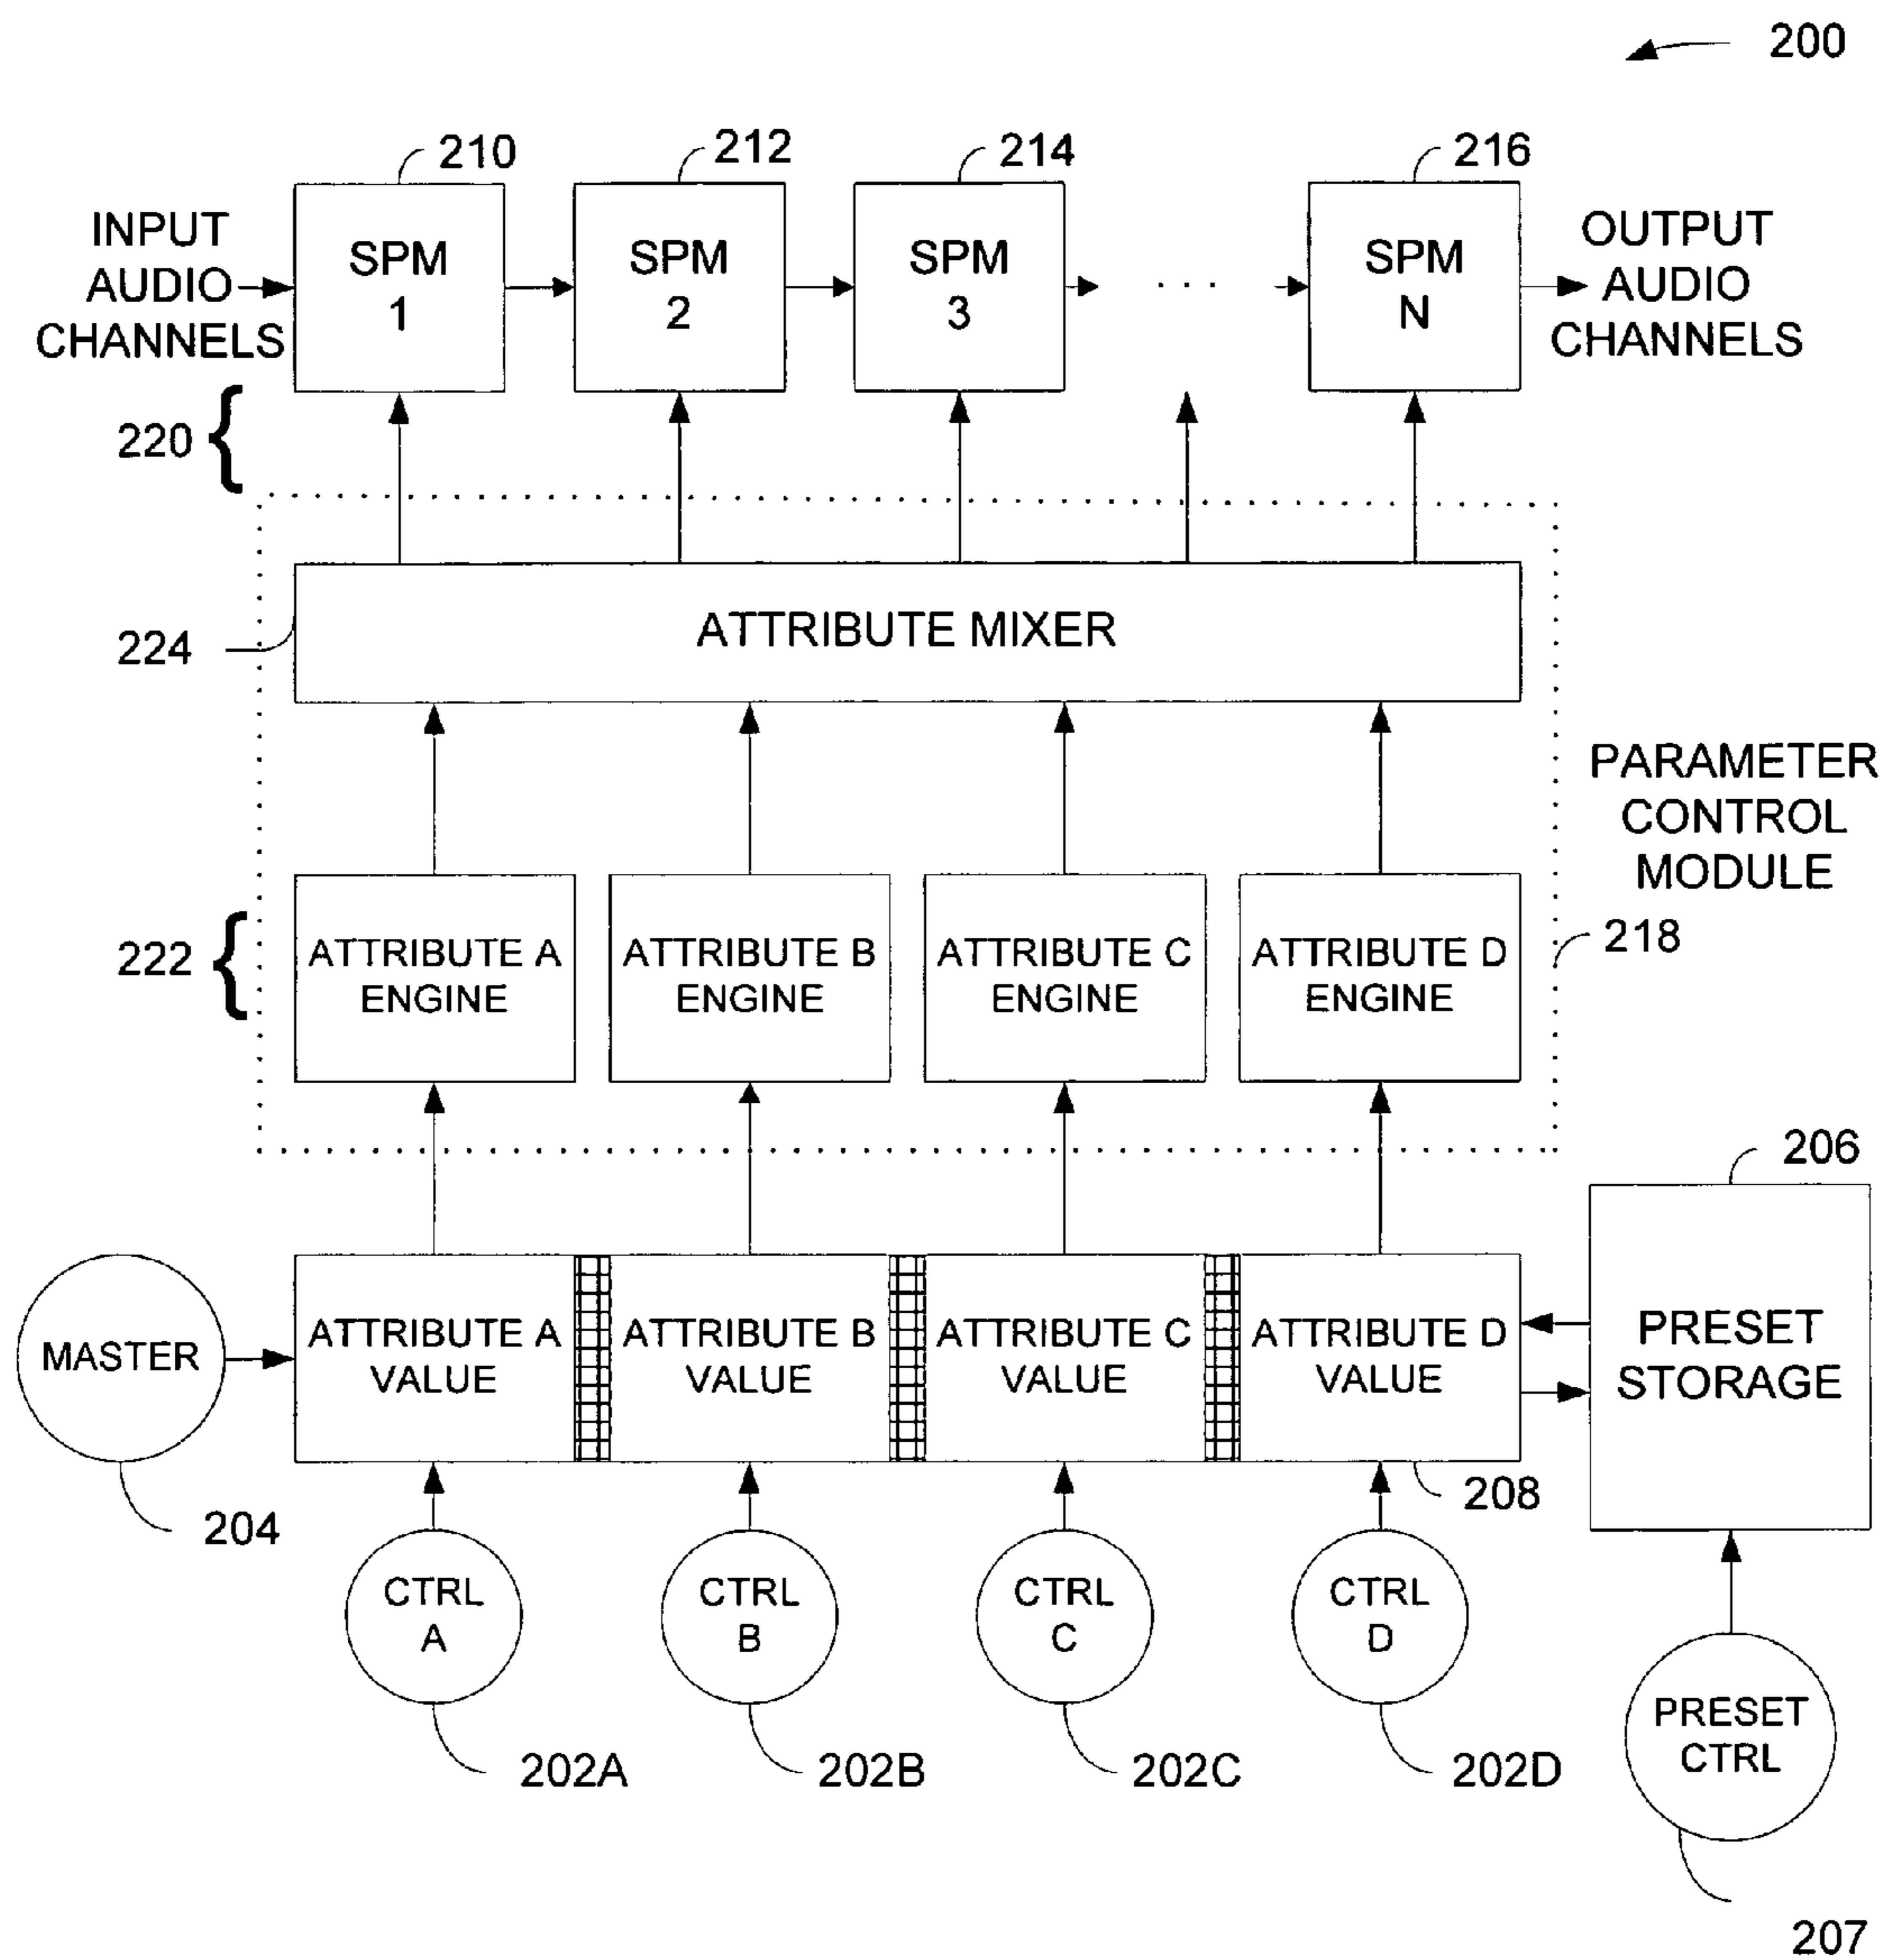 200
210
212
214
216
INPUT
AUDIO
CHANNELS
SPM
1
SPM
2
SPM
3
. . .
SPM
N
OUTPUT
AUDIO
CHANNELS
220 {
224
ATTRIBUTE MIXER
PARAMETER
CONTROL
MODULE
218
222 {
ATTRIBUTE A
ENGINE
ATTRIBUTE B
ENGINE
ATTRIBUTE C
ENGINE
ATTRIBUTE D
ENGINE
206
MASTER
204
ATTRIBUTE A
VALUE
ATTRIBUTE B
VALUE
ATTRIBUTE C
VALUE
ATTRIBUTE D
VALUE
208
PRESET
STORAGE
CTRL
A
CTRL
B
CTRL
C
CTRL
D
202A
202B
202C
202D
PRESET
CTRL
207